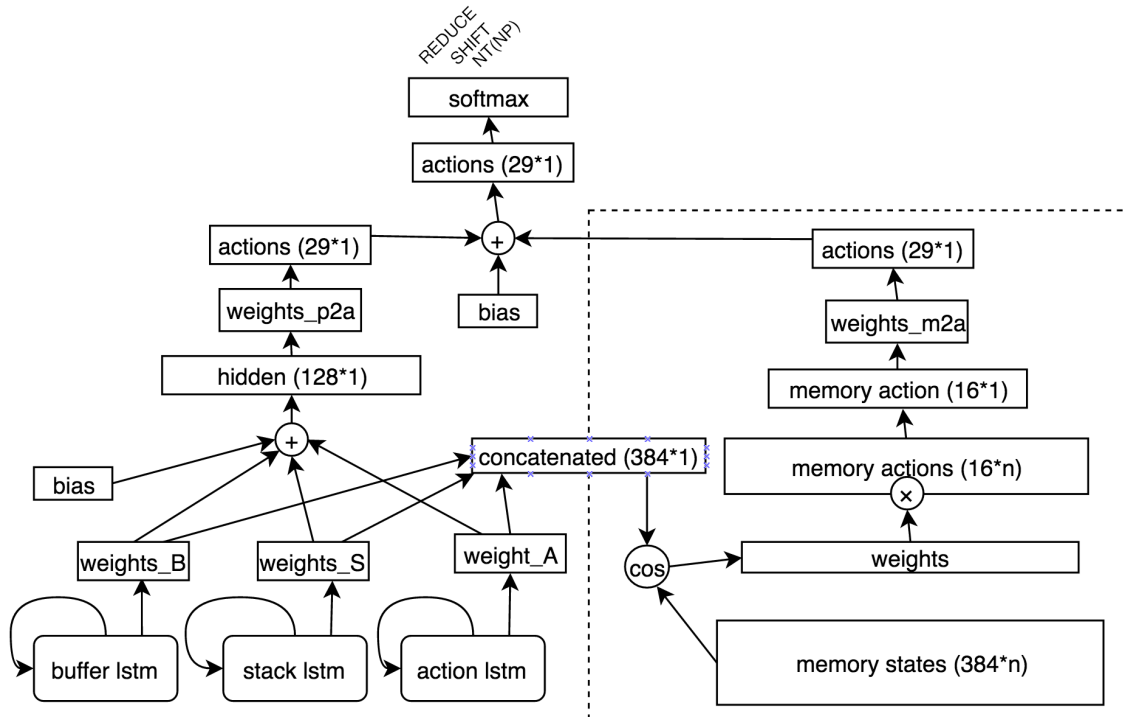 REDUCE
SHIFT
NT(NP)
softmax
actions (29*1)
actions (29*1)
+
actions (29*1)
weights_p2a
bias
weights_m2a
hidden (128*1)
memory action (16*1)
+
concatenated (384*1)
memory actions (16*n)
bias
×
weights_B
weights_S
weight_A
cos
weights
buffer lstm
stack lstm
action lstm
memory states (384*n)